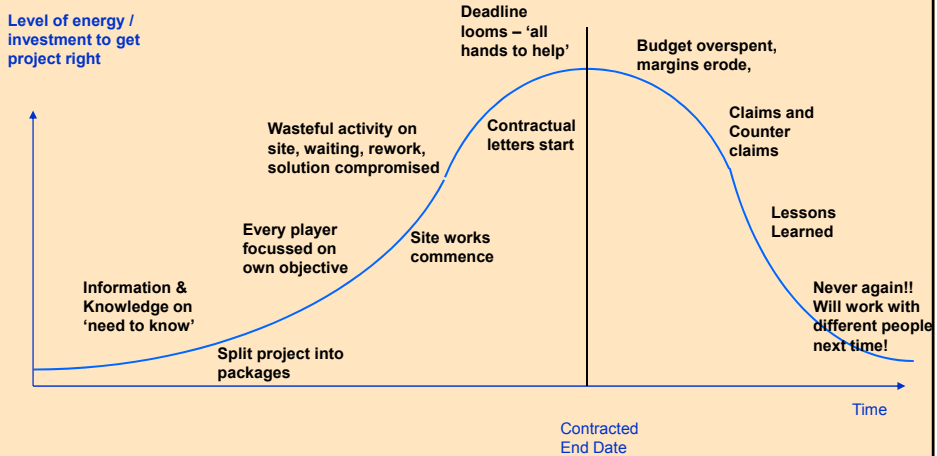 Level of energy /
investment to get
project right
Deadline
looms – ‘all
hands to help’
Budget overspent,
margins erode,
Wasteful activity on
site, waiting, rework,
solution compromised
Contractual
letters start
Claims and
Counter
claims
Every player
focussed on
own objective
Site works
commence
Lessons
Learned
Information &
Knowledge on
‘need to know’
Never again!!
Will work with
different people
next time!
Split project into
packages
Time
Contracted
End Date